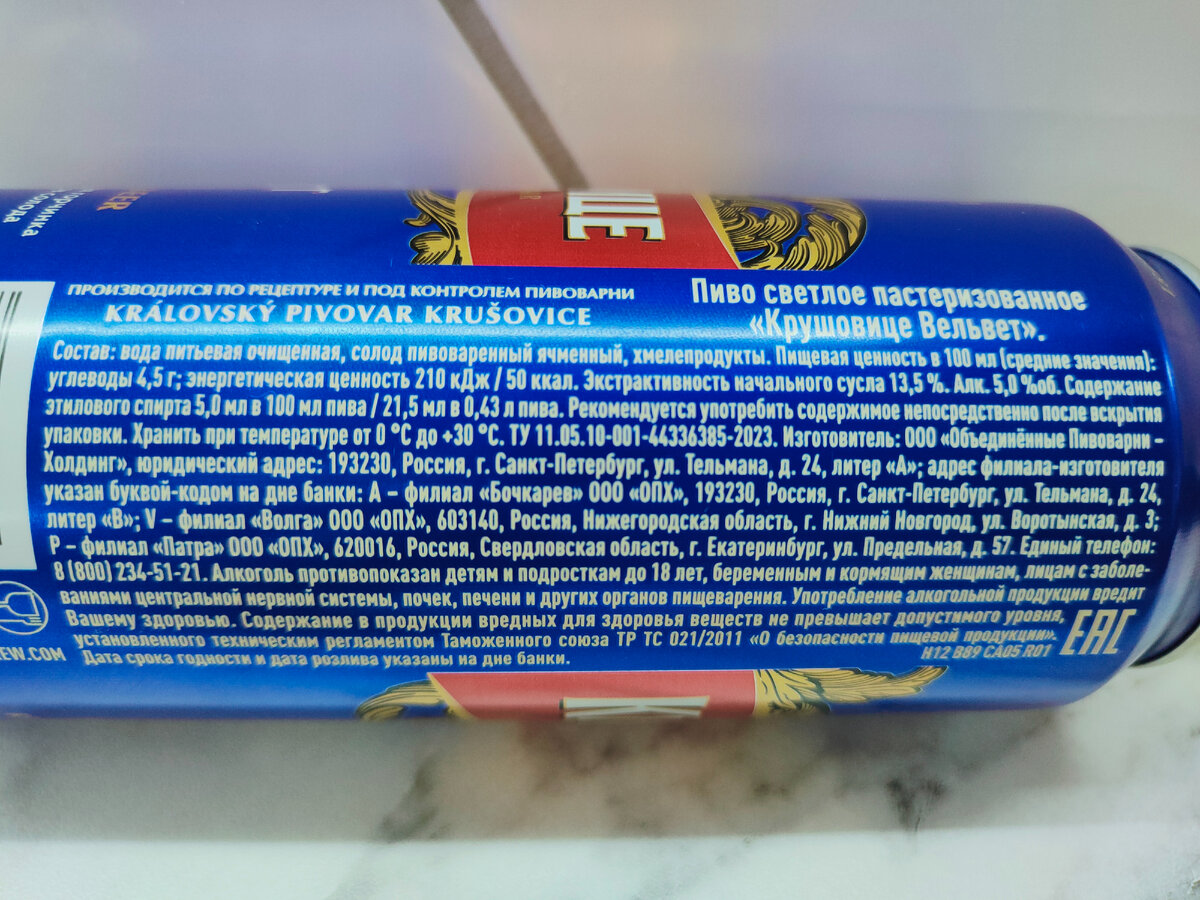 ПРОИЗВОДИТСЯ ПО РЕЦЕПТУРЕ И ПОД КОНТРОЛЕМ ПИВОВАРНИ
KRÁLOVSKÝ PIVOVAR KRUŠOVICE
Пиво светлое пастеризованное
«Крушовице Вельвет».
Состав: вода питьевая очищенная, солод пивоваренный ячменный, хмелепродукты. Пищевая ценность в 100 мл (средние значения):
углеводы 4,5 г; энергетическая ценность 210 кДж / 50 ккал. Экстрактивность начального сусла 13,5 %. Алк. 5,0 %об. Содержание
этилового спирта 5,0 мл в 100 мл пива / 21,5 мл в 0,43 л пива. Рекомендуется употребить содержимое непосредственно после вскрытия
упаковки. Хранить при температуре от 0 °C до +30 °C. ТУ 11.05.10-001-44336385-2023. Изготовитель: ООО «Объединённые Пивоварни –
Холдинг», юридический адрес: 193230, Россия, г. Санкт-Петербург, ул. Тельмана, д. 24, литер «А»; адрес филиала-изготовителя
указан буквой-кодом на дне банки: А – филиал «Бочкарев» ООО «ОПХ», 193230, Россия, г. Санкт-Петербург, ул. Тельмана, д. 24,
литер «В»; V – филиал «Волга» ООО «ОПХ», 603140, Россия, Нижегородская область, г. Нижний Новгород, ул. Воротынская, д. 3;
Р – филиал «Патра» ООО «ОПХ», 620016, Россия, Свердловская область, г. Екатеринбург, ул. Предельная, д. 57. Единый телефон:
8 (800) 234-51-21. Алкоголь противопоказан детям и подросткам до 18 лет, беременным и кормящим женщинам, лицам с заболе-
ваниями центральной нервной системы, почек, печени и других органов пищеварения. Употребление алкогольной продукции вредит
Вашему здоровью. Содержание в продукции вредных для здоровья веществ не превышает допустимого уровня,
установленного техническим регламентом Таможенного союза ТР ТС 021/2011 «О безопасности пищевой продукции».
Дата срока годности и дата розлива указаны на дне банки.
H12 B89 CA05 R01
EAC
EW.COM
ИЦЕ